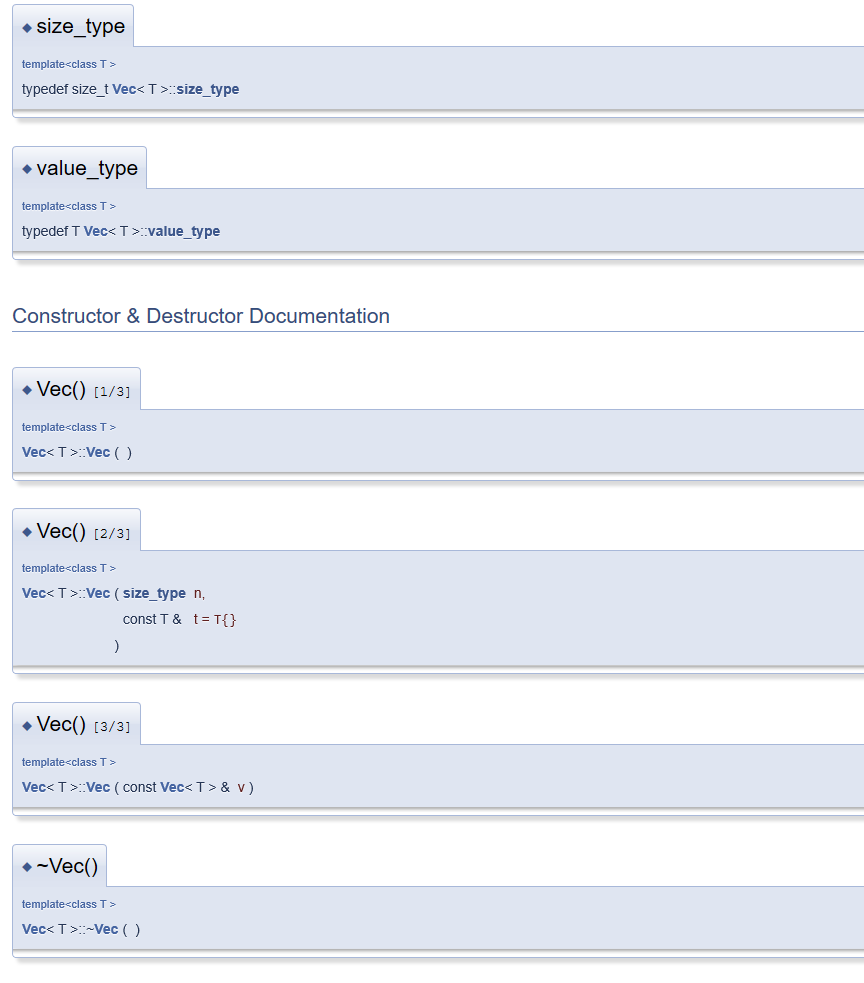 ◆ size_type
template<class T >
typedef size_t Vec< T >::size_type
◆ value_type
template<class T >
typedef T Vec< T >::value_type
Constructor & Destructor Documentation
◆ Vec() [1/3]
template<class T >
Vec< T >::Vec ( )
◆ Vec() [2/3]
template<class T >
Vec< T >::Vec ( size_type n,
const T & t = T{}
)
◆ Vec() [3/3]
template<class T >
Vec< T >::Vec ( const Vec< T > & v )
◆ ~Vec()
template<class T >
Vec< T >::~Vec ( )